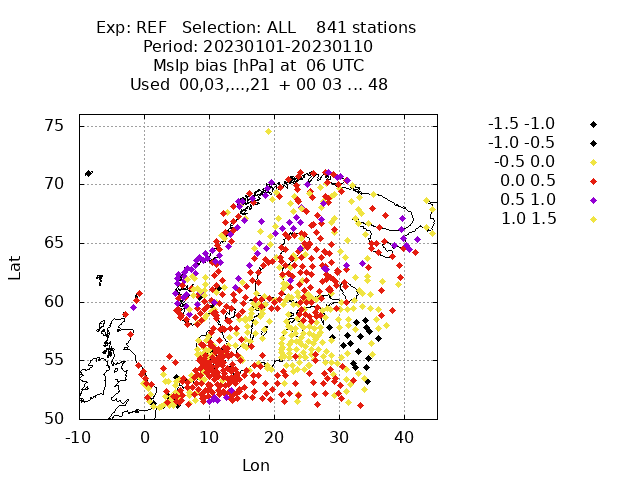 Exp: REF   Selection: ALL    841 stations
Period: 20230101-20230110
Mslp bias [hPa] at  06 UTC
Used  00,03,...,21  + 00 03 ... 48
75
70
65
60
55
50
-10 0 10 20 30 40
Lat
Lon
-1.5 -1.0
-1.0 -0.5
-0.5 0.0
0.0 0.5
0.5 1.0
1.0 1.5